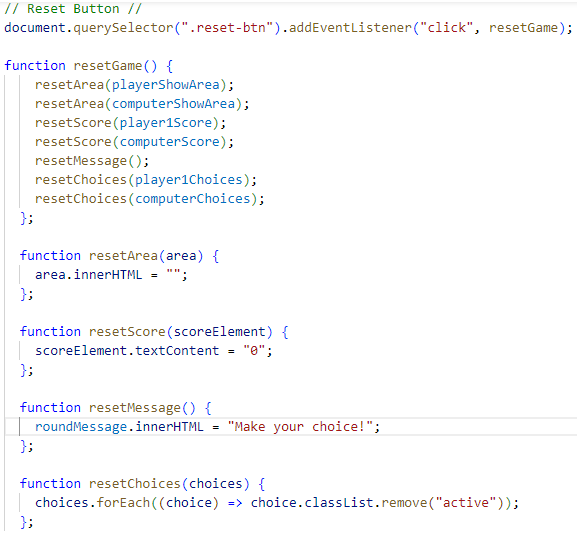 // Reset Button //
document.querySelector(".reset-btn").addEventListener("click", resetGame);

function resetGame() {
    resetArea(playerShowArea);
    resetArea(computerShowArea);
    resetScore(player1Score);
    resetScore(computerScore);
    resetMessage();
    resetChoices(player1Choices);
    resetChoices(computerChoices);
  };

  function resetArea(area) {
    area.innerHTML = "";
  };

  function resetScore(scoreElement) {
    scoreElement.textContent = "0";
  };

  function resetMessage() {
    roundMessage.innerHTML = "Make your choice!";
  };

  function resetChoices(choices) {
    choices.forEach((choice) => choice.classList.remove("active"));
  };